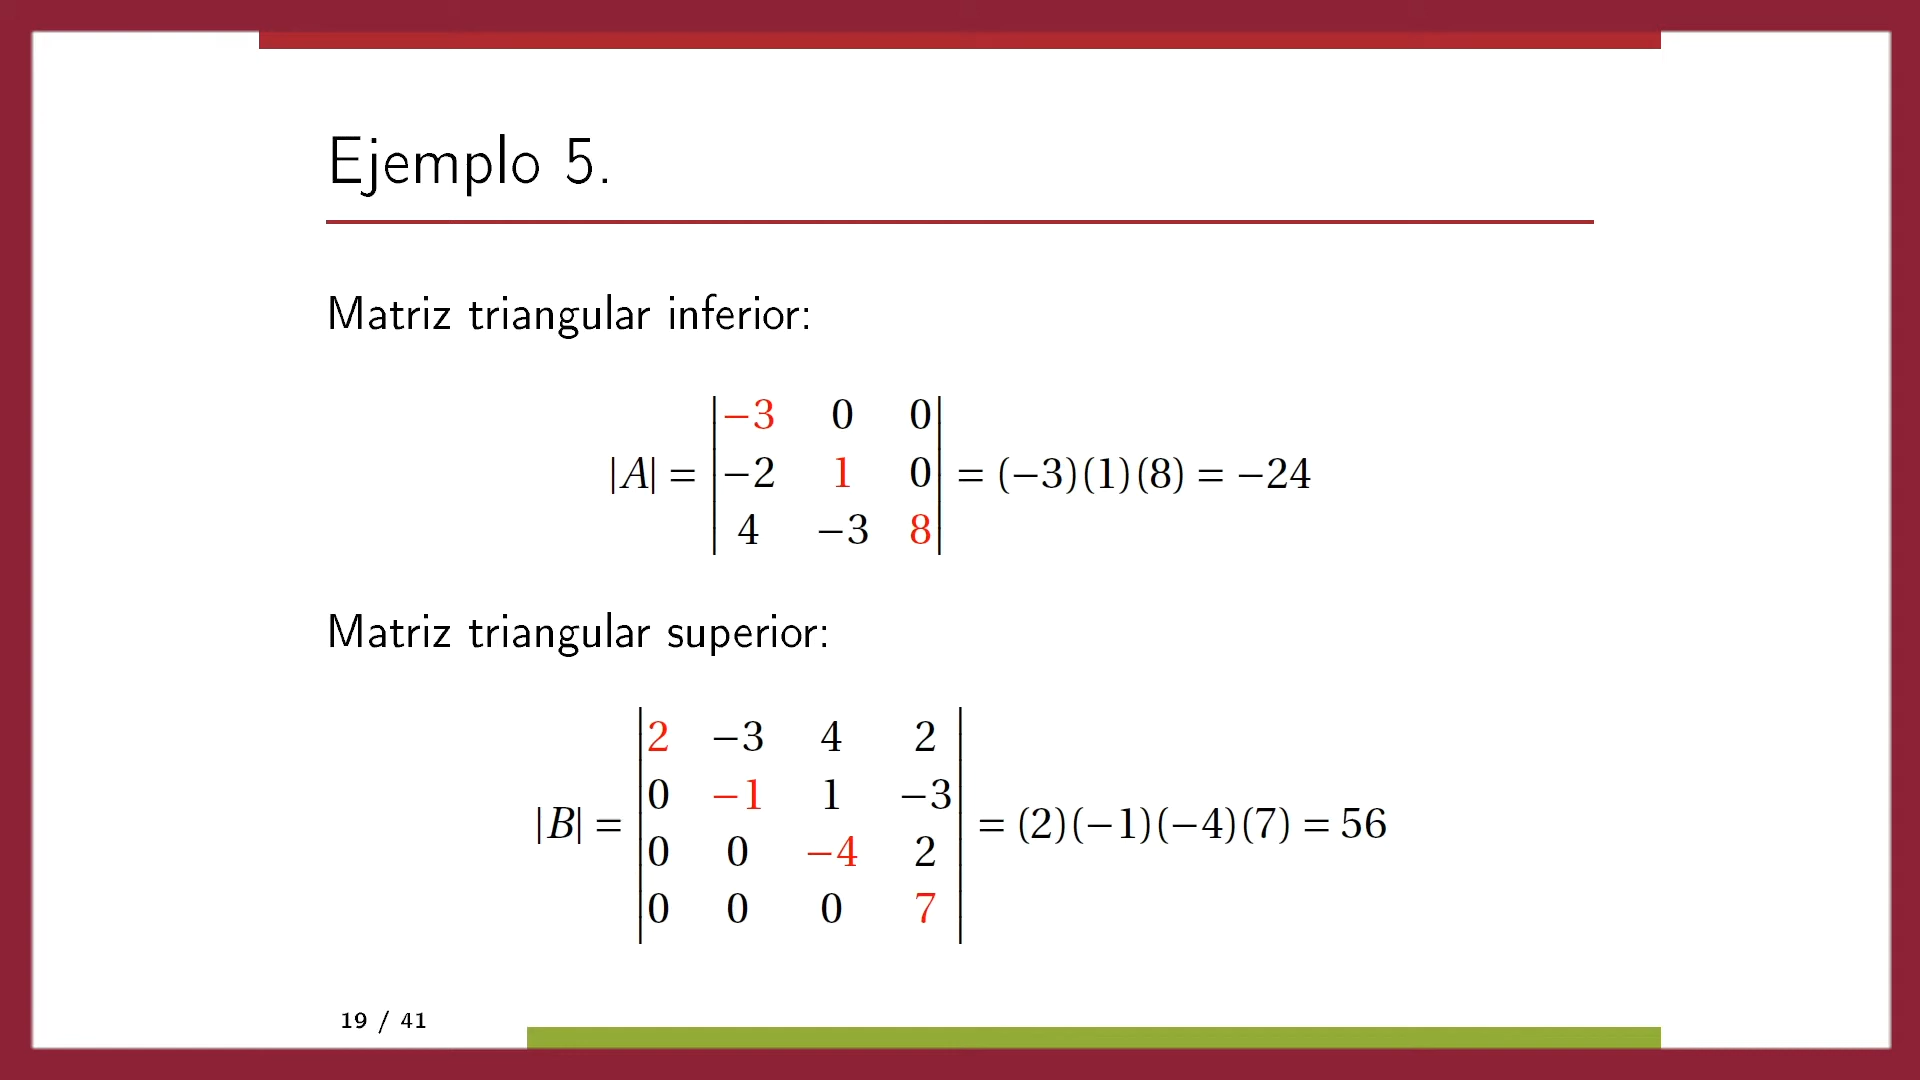 Ejemplo 5.
Matriz triangular inferior:
|A| = |−3 0 0|
|−2 1 0| = (−3)(1)(8) = −24
|4 −3 8|
Matriz triangular superior:
|B| = |2 −3 4 2|
|0 −1 1 −3|
|0 0 −4 2| = (2)(−1)(−4)(7) = 56
|0 0 0 7|
19 / 41